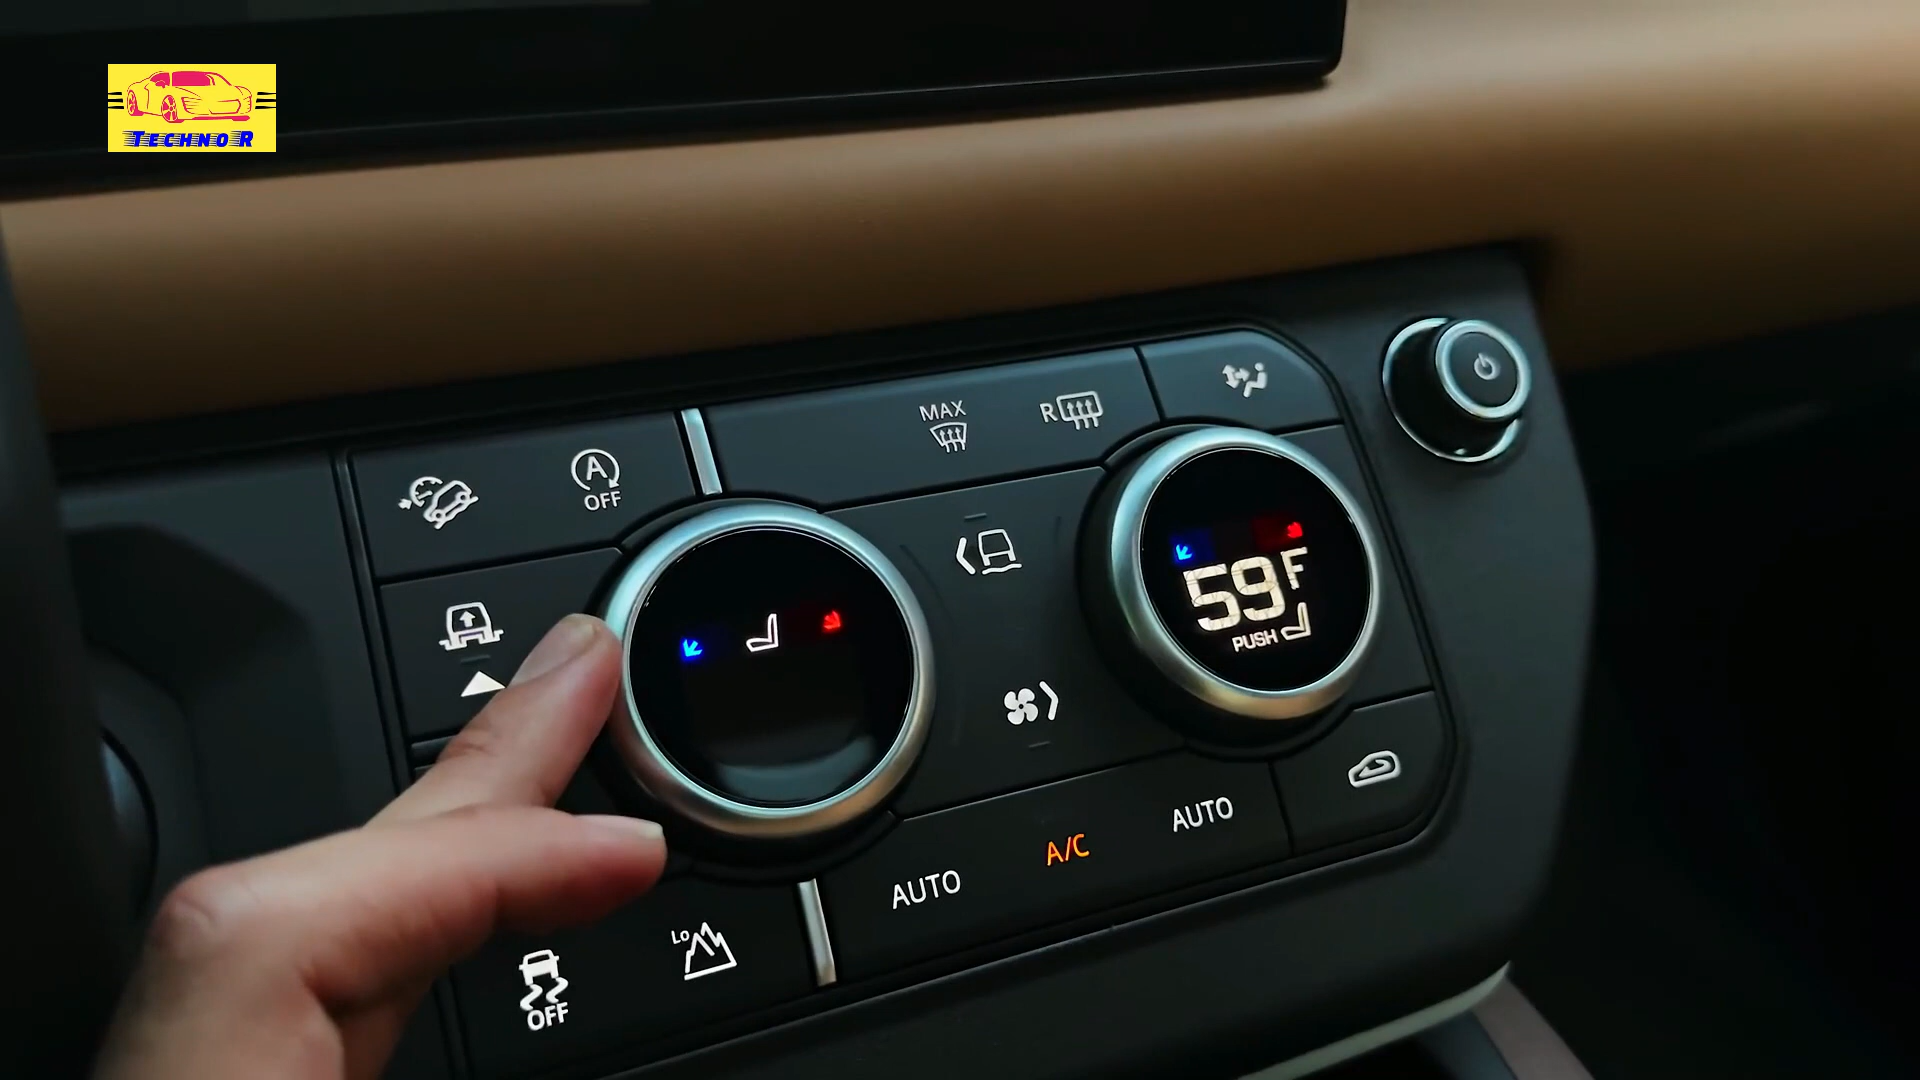 TECHNO R
MAX
R
A
OFF
59F
PUSH
AUTO
A/C
AUTO
Lo
OFF